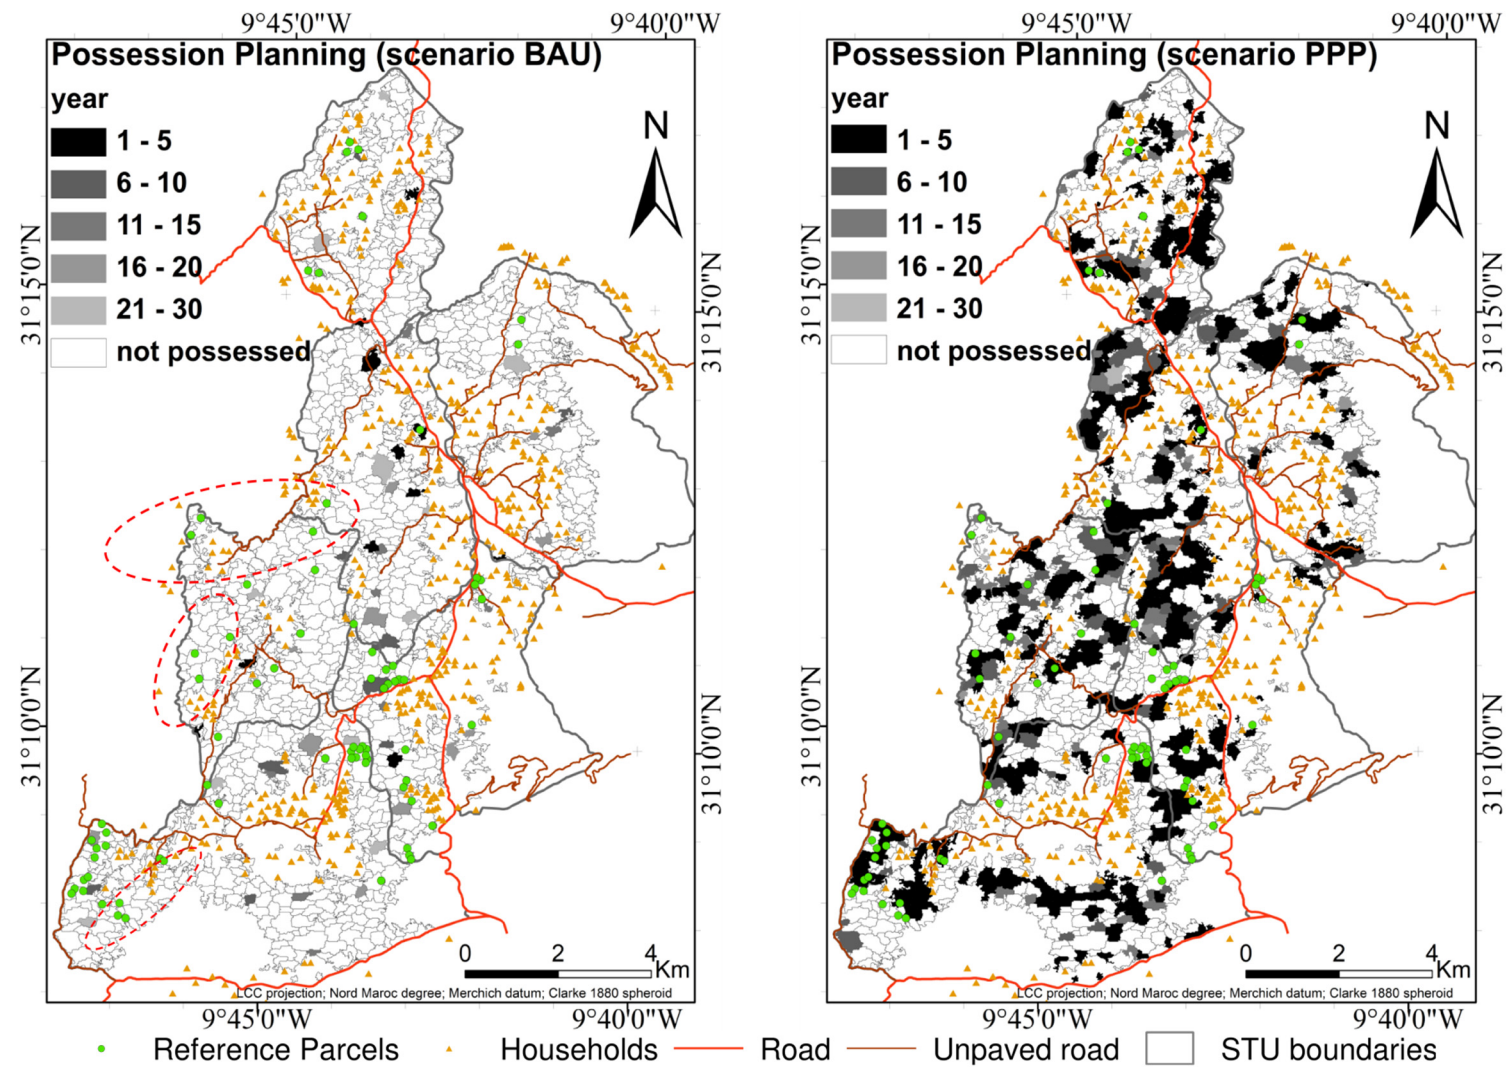 9°45'0"W 9°40'0"W 9°45'0"W 9°40'0"W
Possession Planning (scenario BAU)
year
1 - 5
6 - 10
11 - 15
16 - 20
21 - 30
not possessed
N
31°15'0"N
31°10'0"N
31°15'0"N
31°10'0"N
0 2 4
Km
LCC projection; Nord Maroc degree; Merchich datum; Clarke 1880 spheroid
Possession Planning (scenario PPP)
year
1 - 5
6 - 10
11 - 15
16 - 20
21 - 30
not possessed
N
31°15'0"N
31°10'0"N
31°15'0"N
31°10'0"N
0 2 4
Km
LCC projection; Nord Maroc degree; Merchich datum; Clarke 1880 spheroid
9°45'0"W 9°40'0"W 9°45'0"W 9°40'0"W
Reference Parcels Households Road Unpaved road STU boundaries